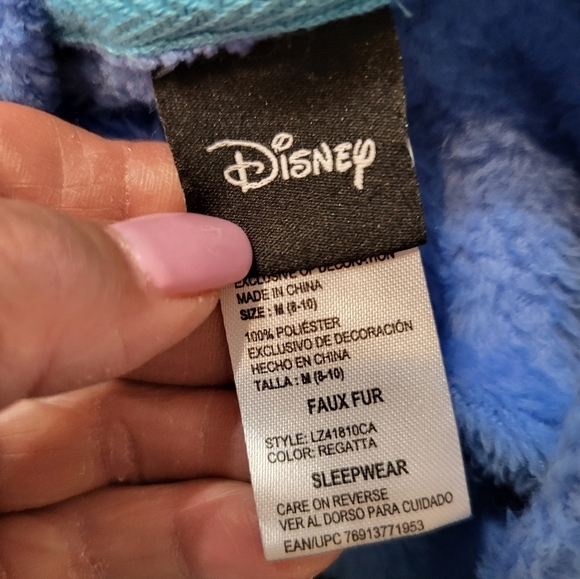 Disney
EXCLUSIVE OF DECORATION
MADE IN CHINA
SIZE : M (8-10)
100% POLIÉSTER
EXCLUSIVO DE DECORACIÓN
HECHO EN CHINA
TALLA : M (8-10)
FAUX FUR
STYLE: LZ41810CA
COLOR: REGATTA
SLEEPWEAR
CARE ON REVERSE
VER AL DORSO PARA CUIDADO
EAN/UPC 76913771953